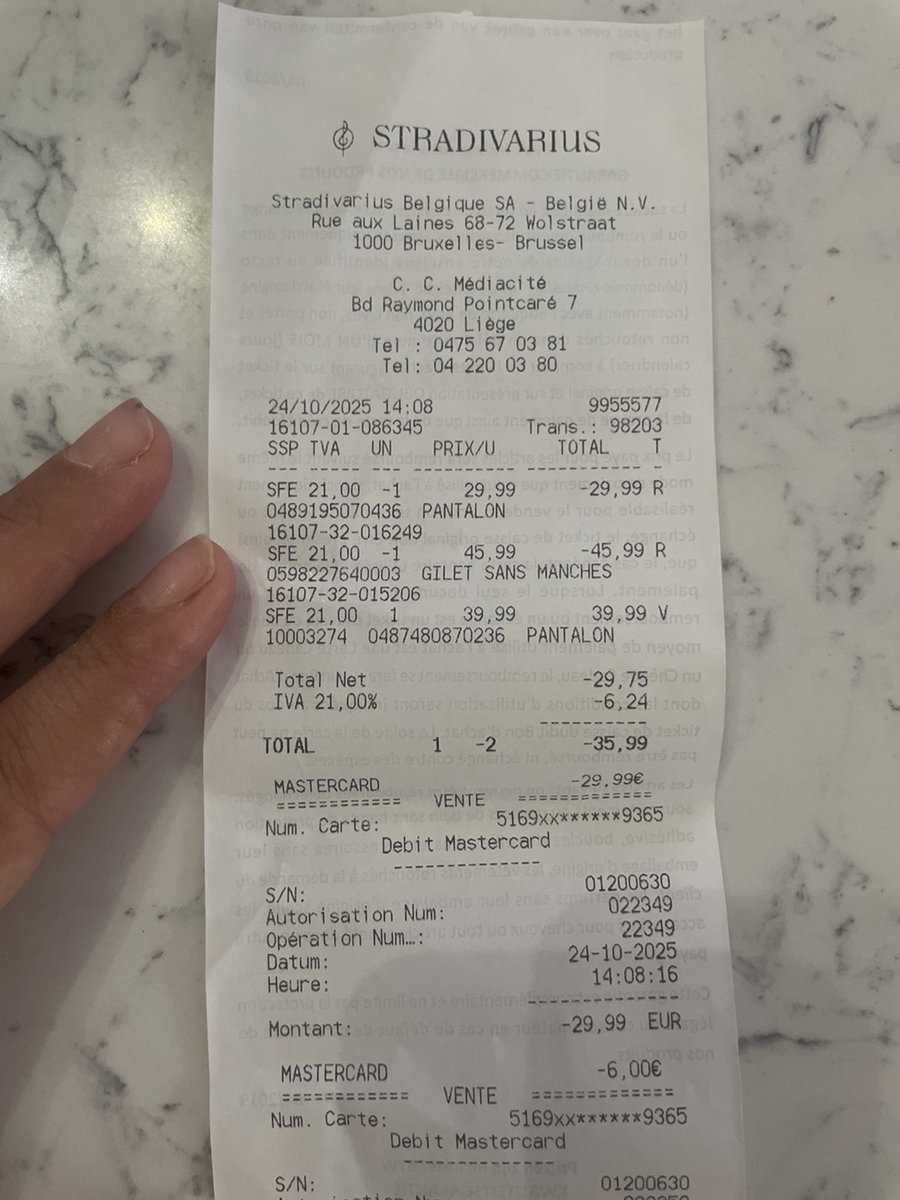 STRADIVARIUS
Stradivarius Belgique SA - België N.V.
Rue aux Laines 68-72 Wolstraat
1000 Bruxelles- Brussel
C. C. Médiacité
Bd Raymond Pointcaré 7
4020 Liège
Tel : 0475 67 03 81
Tel: 04 220 03 80
24/10/2025 14:08 9955577
16107-01-086345 Trans.: 98203
SSP TVA UN PRIX/U TOTAL T
--- ----- --- ---------- ----------- -
SFE 21,00 -1 29,99 -29,99 R
0489195070436 PANTALON
16107-32-016249
SFE 21,00 -1 45,99 -45,99 R
0598227640003 GILET SANS MANCHES
16107-32-015206
SFE 21,00 1 39,99 39,99 V
10003274 0487480870236 PANTALON
Total Net -29,75
IVA 21,00% -6,24
----------
TOTAL 1 -2 -35,99
MASTERCARD -29,99€
============ VENTE =============
Num. Carte: 5169xx******9365
Debit Mastercard
--------------
S/N: 01200630
Autorisation Num: 022349
Opération Num…: 22349
Datum: 24-10-2025
Heure: 14:08:16
--------------
Montant: -29,99 EUR
MASTERCARD -6,00€
============ VENTE =============
Num. Carte: 5169xx******9365
Debit Mastercard
--------------
S/N: 01200630